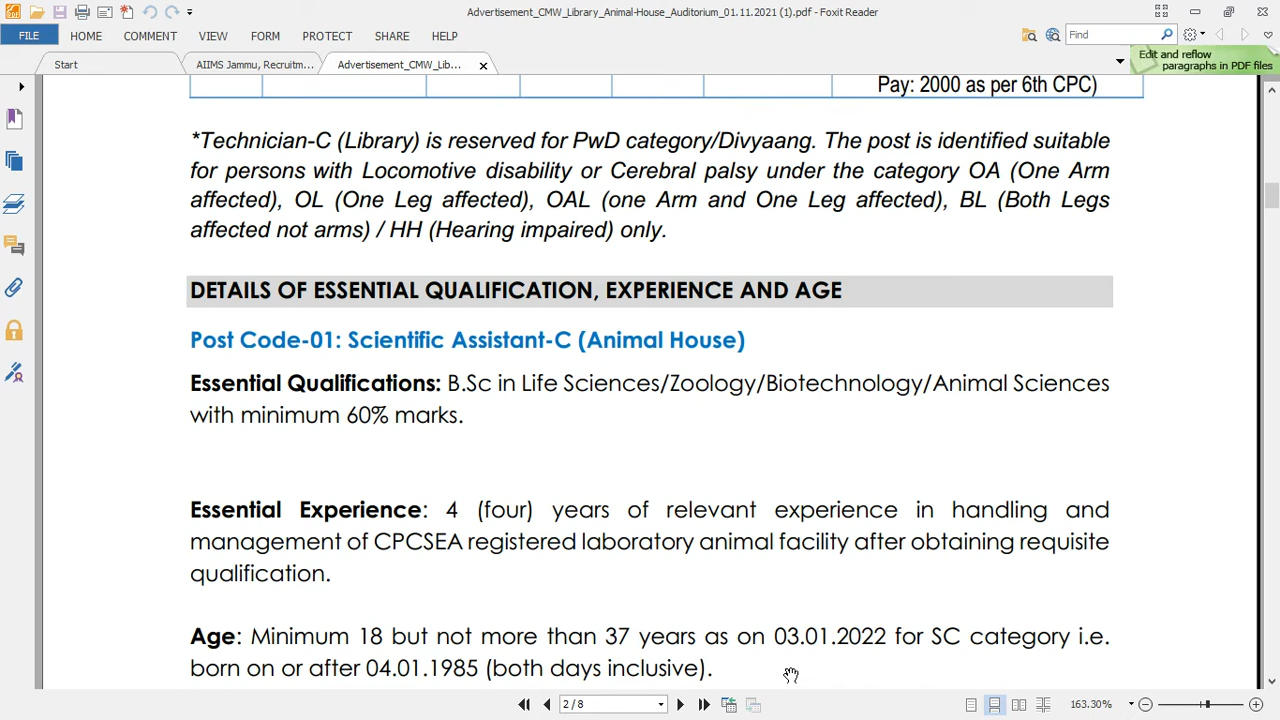 Advertisement_CMW_Library_Animal-House_Auditorium_01.12.2021 (1).pdf - Foxit Reader
FILE HOME COMMENT VIEW FORM PROTECT SHARE HELP Find
Start AIIMS Jammu, Recruitm... Advertisement_CMW_Lib...
Edit and reflow
paragraphs in PDF files
Pay: 2000 as per 6th CPC)
*Technician-C (Library) is reserved for PwD category/Divyaang. The post is identified suitable
for persons with Locomotive disability or Cerebral palsy under the category OA (One Arm
affected), OL (One Leg affected), OAL (one Arm and One Leg affected), BL (Both Legs
affected not arms) / HH (Hearing impaired) only.
DETAILS OF ESSENTIAL QUALIFICATION, EXPERIENCE AND AGE
Post Code-01: Scientific Assistant-C (Animal House)
Essential Qualifications: B.Sc in Life Sciences/Zoology/Biotechnology/Animal Sciences
with minimum 60% marks.
Essential Experience: 4 (four) years of relevant experience in handling and
management of CPCSEA registered laboratory animal facility after obtaining requisite
qualification.
Age: Minimum 18 but not more than 37 years as on 03.01.2022 for SC category i.e.
born on or after 04.01.1985 (both days inclusive).
2 / 8 163.30%